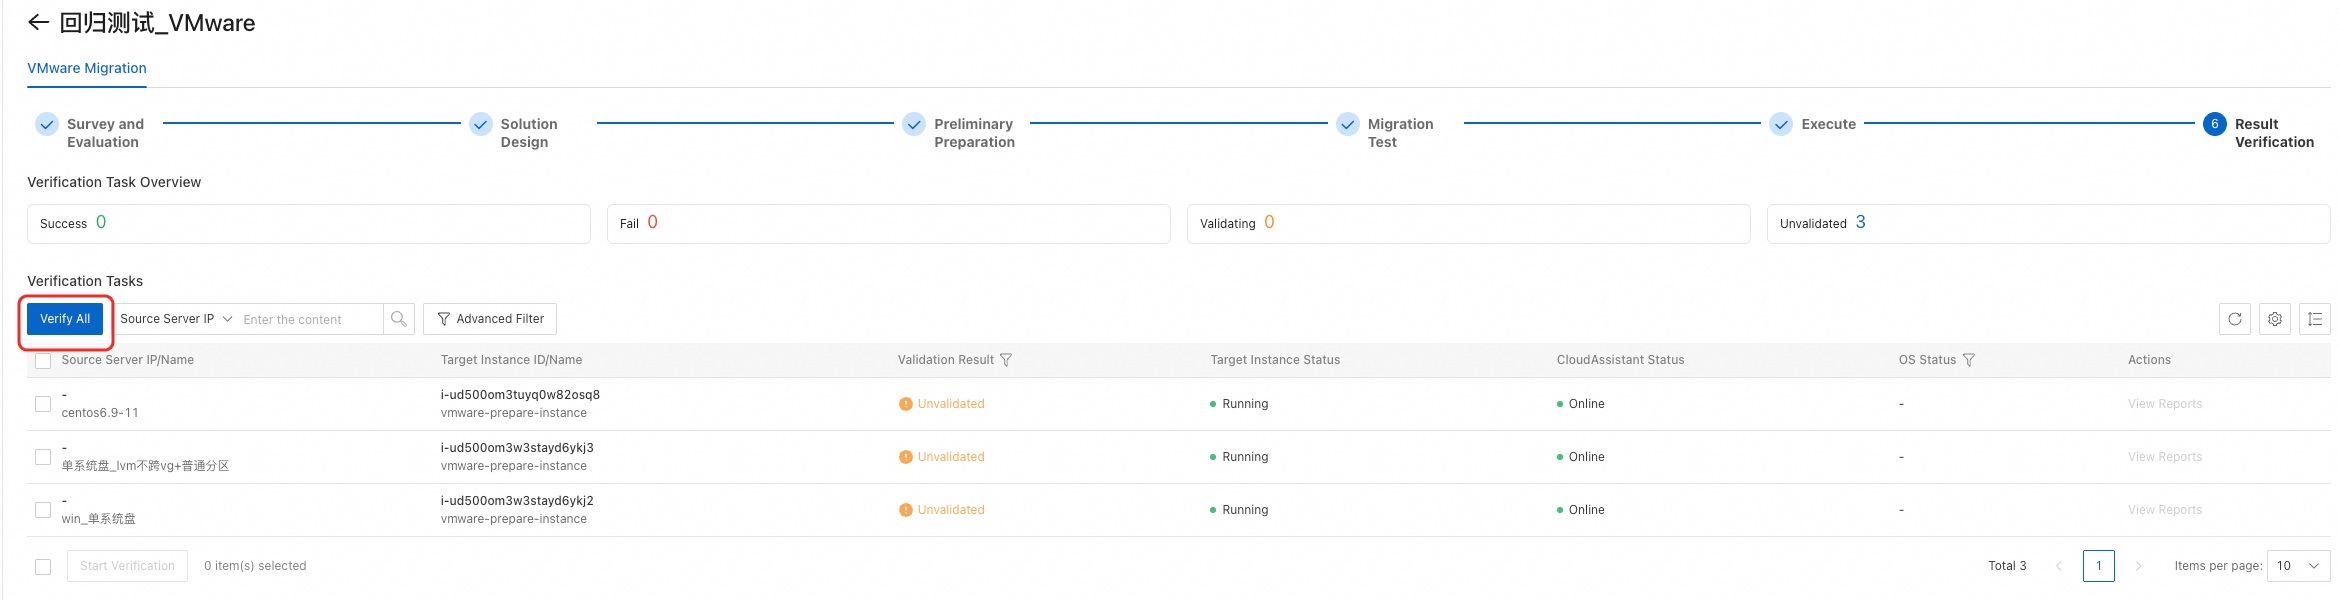 回归测试_VMware
VMware Migration
Survey and
Evaluation
Solution
Design
Preliminary
Preparation
Migration
Test
Execute
6
Result
Verification
Verification Task Overview
Success 0
Fail 0
Validating 0
Unvalidated 3
Verification Tasks
Verify All
Source Server IP
Enter the content
Advanced Filter
Source Server IP/Name
Target Instance ID/Name
Validation Result
Target Instance Status
CloudAssistant Status
OS Status
Actions
-
centos6.9-11
i-ud500om3tuyq0w82osq8
vmware-prepare-instance
Unvalidated
Running
Online
-
View Reports
-
单系统盘_lvm不跨vg+普通分区
i-ud500om3w3stayd6ykj3
vmware-prepare-instance
Unvalidated
Running
Online
-
View Reports
-
win_单系统盘
i-ud500om3w3stayd6ykj2
vmware-prepare-instance
Unvalidated
Running
Online
-
View Reports
Start Verification
0 item(s) selected
Total 3
1
Items per page:
10